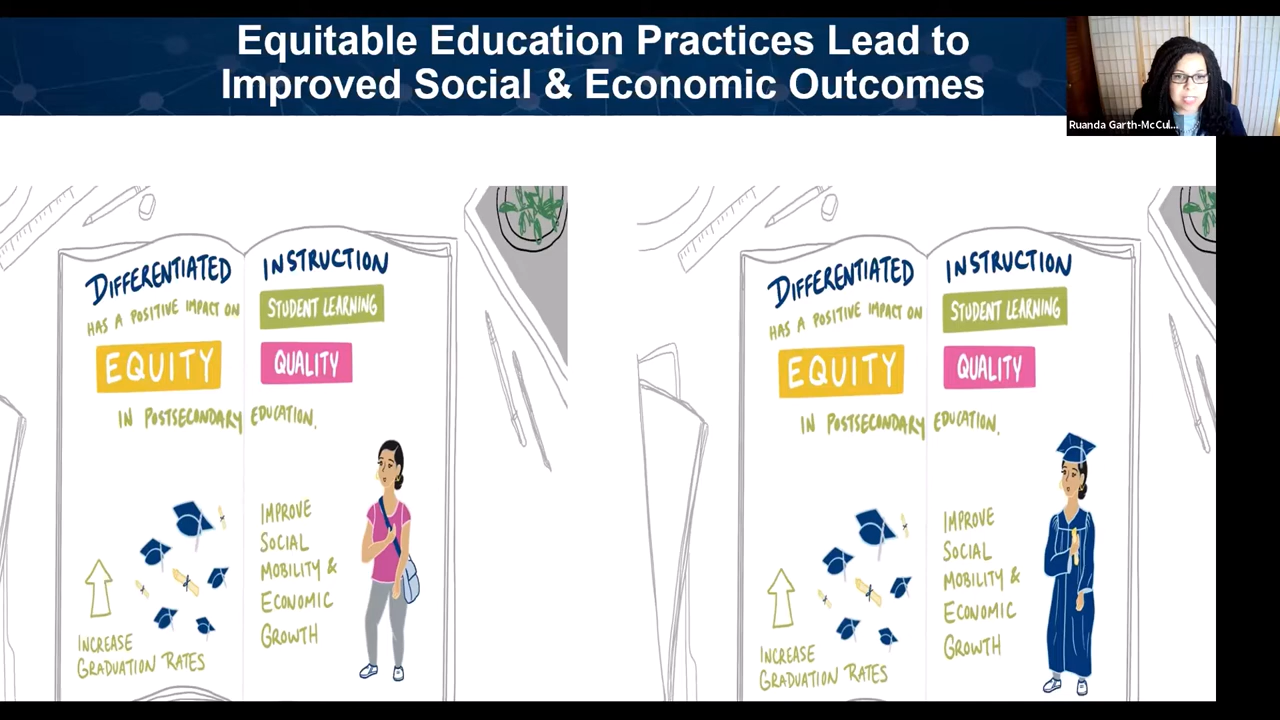 Equitable Education Practices Lead to
Improved Social & Economic Outcomes
Ruanda Garth-McCul...
DIFFERENTIATED INSTRUCTION
HAS A POSITIVE IMPACT ON STUDENT LEARNING
EQUITY QUALITY
IN POSTSECONDARY EDUCATION.
INCREASE
GRADUATION RATES
IMPROVE
SOCIAL
MOBILITY &
ECONOMIC
GROWTH
DIFFERENTIATED INSTRUCTION
HAS A POSITIVE IMPACT ON STUDENT LEARNING
EQUITY QUALITY
IN POSTSECONDARY EDUCATION.
INCREASE
GRADUATION RATES
IMPROVE
SOCIAL
MOBILITY &
ECONOMIC
GROWTH